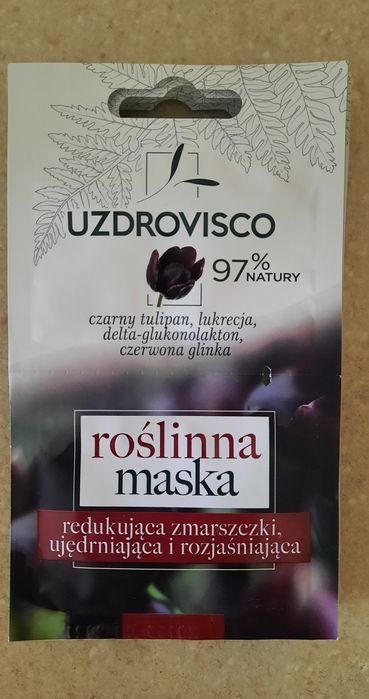 UZDROVISCO
97% NATURY
czarny tulipan, lukrecja,
delta-glukonolakton,
czerwona glinka
roślinna
maska
redukująca zmarszczki,
ujędrniająca i rozjaśniająca